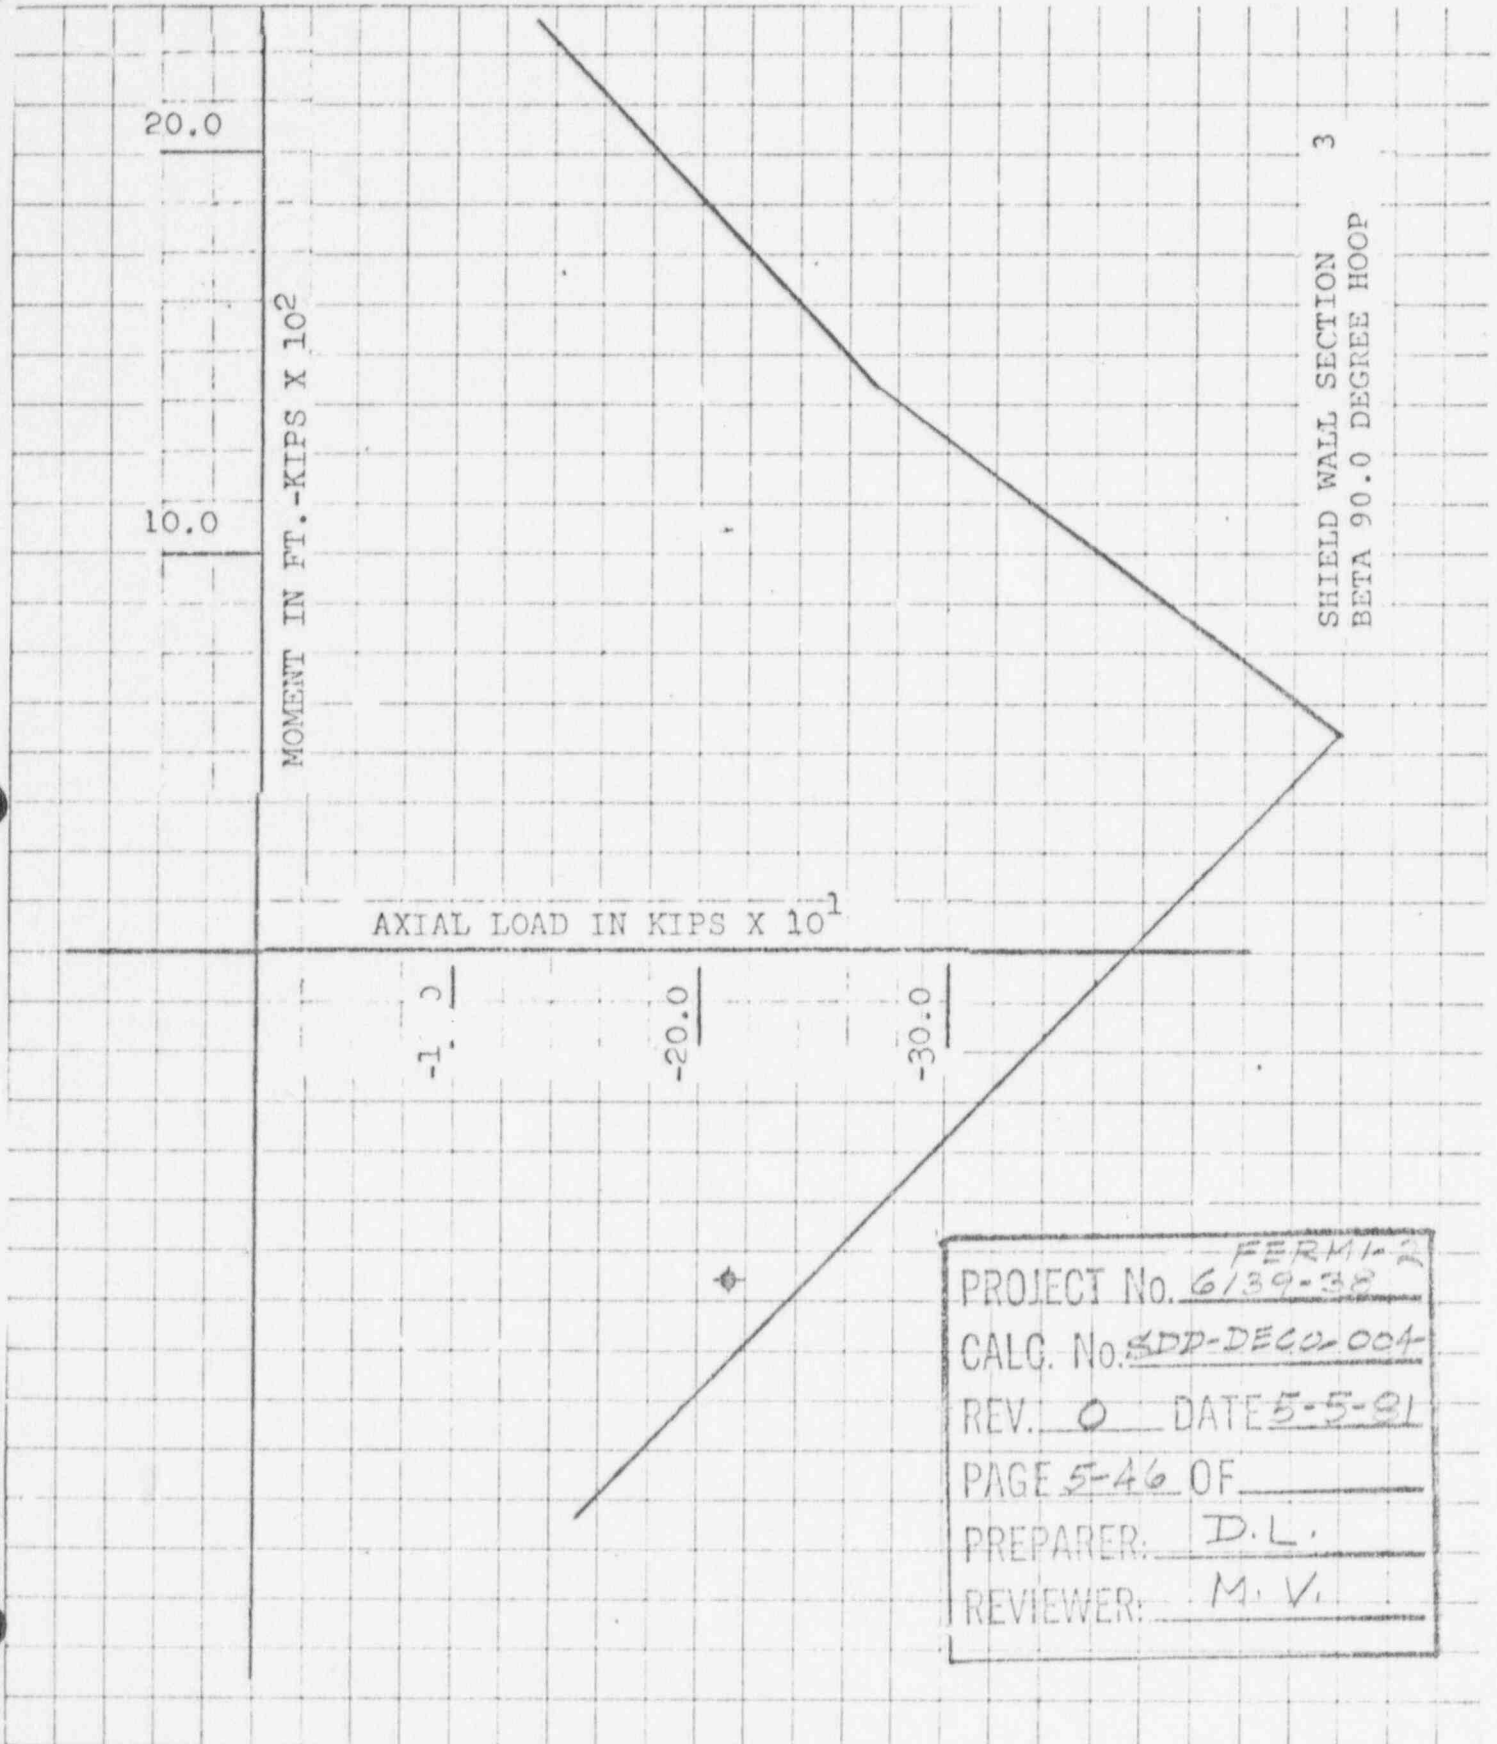 20.0
10.0
MOMENT IN FT.-KIPS X 10²
AXIAL LOAD IN KIPS X 10¹
-20.0
-30.0
SHIELD WALL SECTION 3
BETA 90.0 DEGREE HOOP
FERMI-2
PROJECT No. 6139-38
CALC. No. SDD-DECO-004
REV. 0 DATE 5-5-81
PAGE 5-46 OF
PREPARER: D.L.
REVIEWER: M.V.